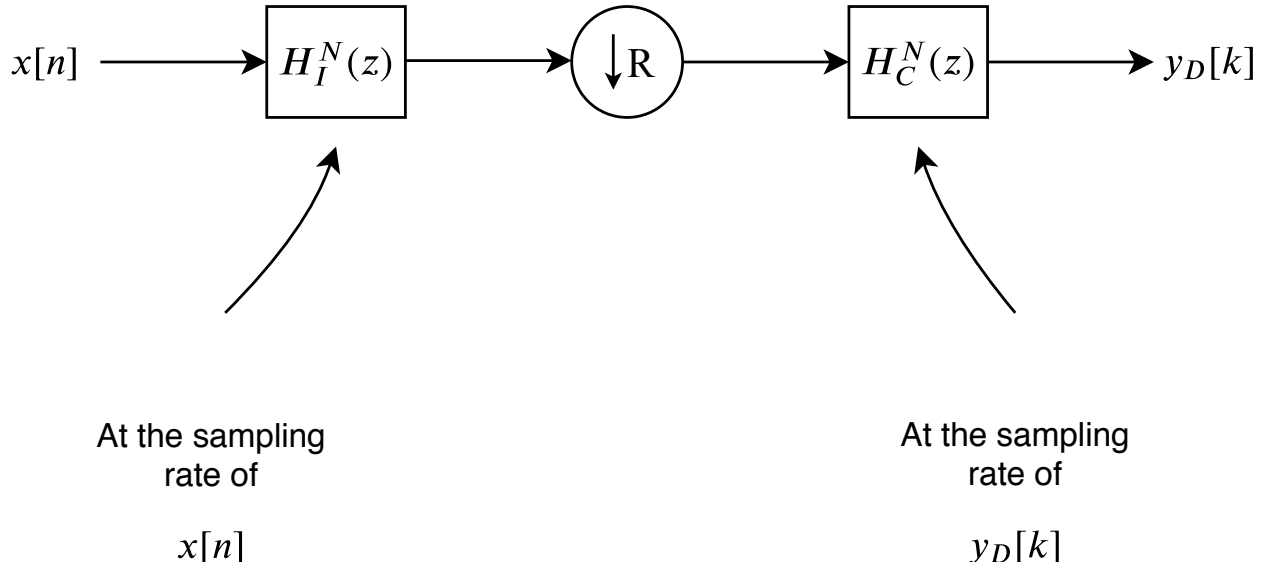 x[n] H_I^N(z) ↓R H_C^N(z) y_D[k]
At the sampling
rate of
x[n]
At the sampling
rate of
y_D[k]